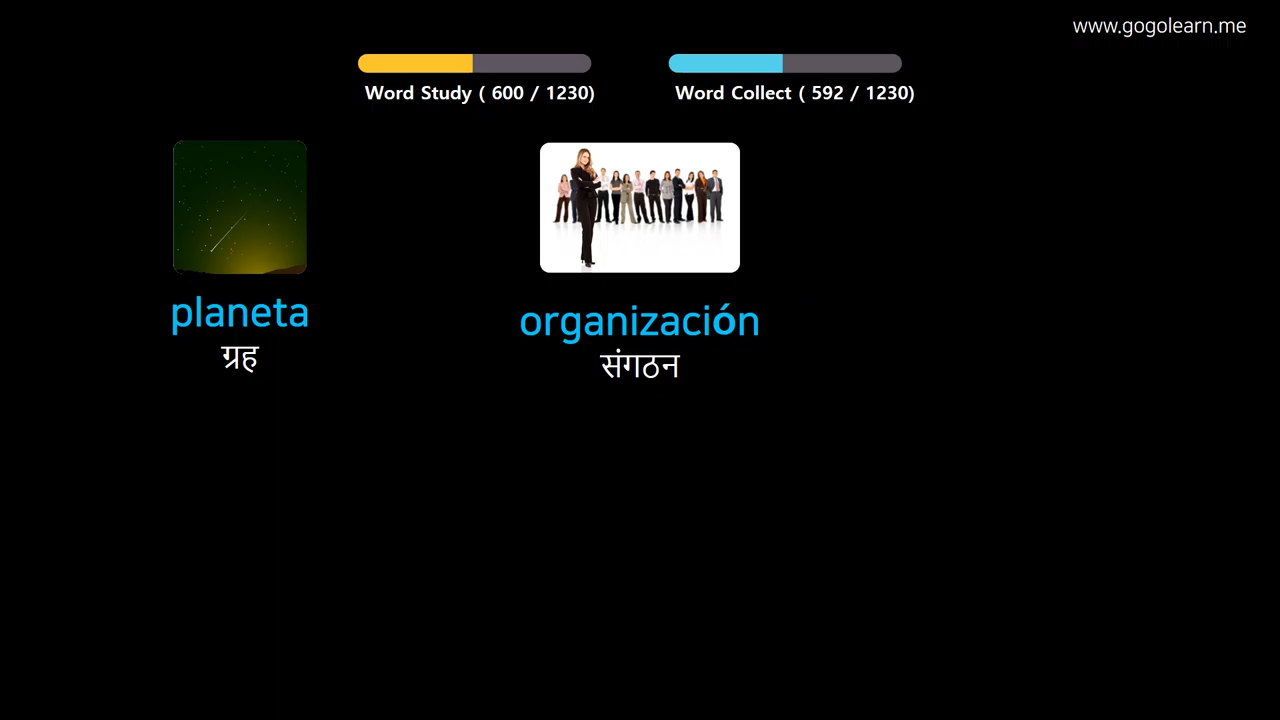 www.gogolearn.me
Word Study ( 600 / 1230)
Word Collect ( 592 / 1230)
planeta
ग्रह
organización
संगठन